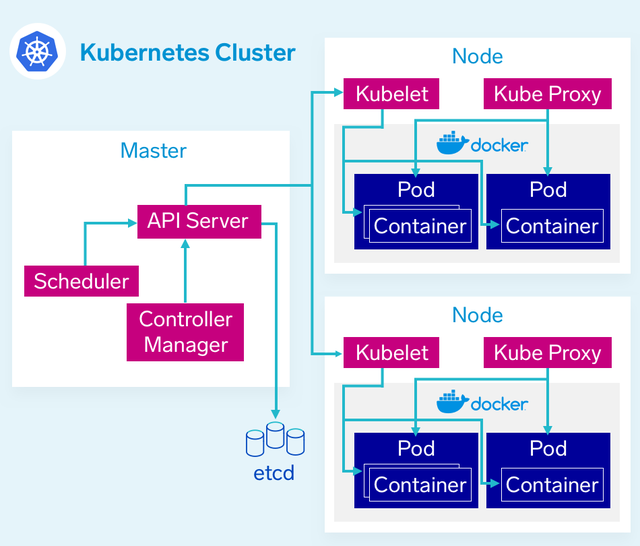 Kubernetes Cluster
Master
API Server
Scheduler
Controller
Manager
etcd
Node
Kubelet
Kube Proxy
docker
Pod
Container
Pod
Container
Node
Kubelet
Kube Proxy
docker
Pod
Container
Pod
Container